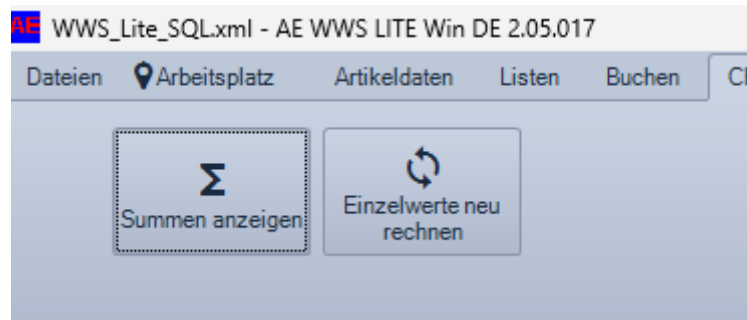 AE WWS_Lite_SQL.xml - AE WWS LITE Win DE 2.05.017
Dateien Arbeitsplatz Artikeldaten Listen Buchen
Σ
Summen anzeigen
Einzelwerte neu
rechnen